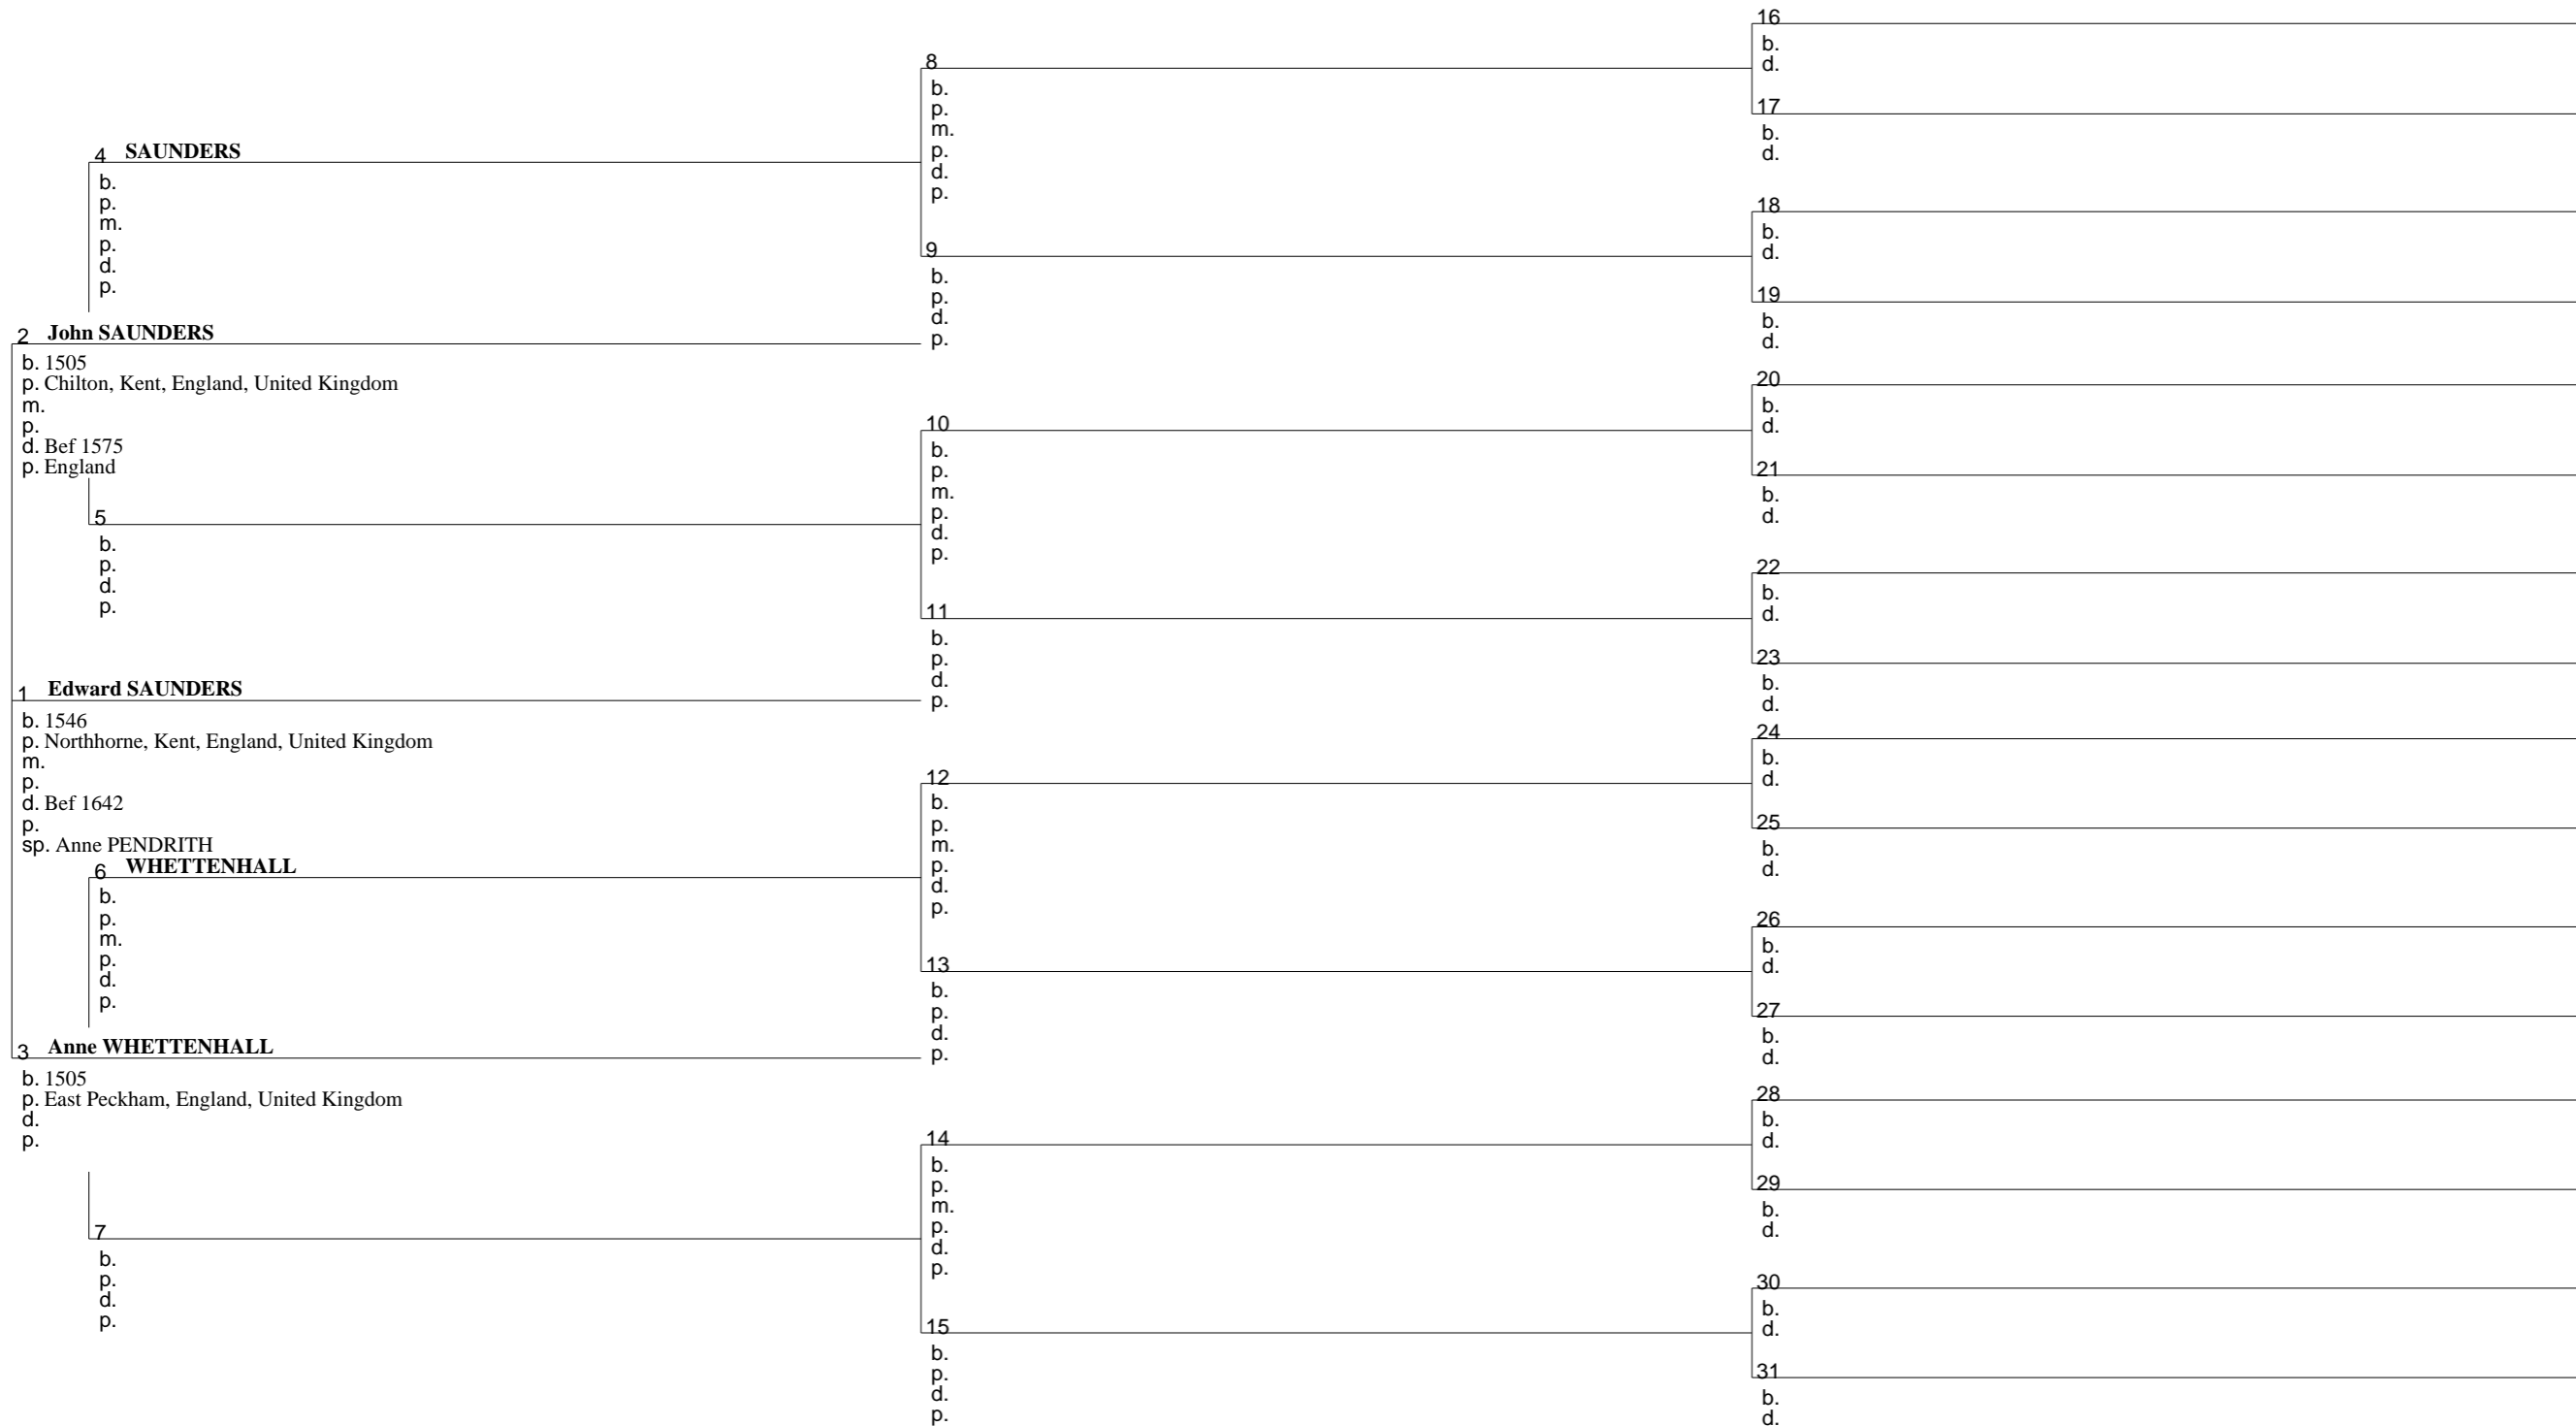 4 SAUNDERS
b.
p.
m.
p.
d.
p.
2 John SAUNDERS
b. 1505
p. Chilton, Kent, England, United Kingdom
m.
p.
d. Bef 1575
p. England
5
b.
p.
d.
p.
1 Edward SAUNDERS
b. 1546
p. Northhorne, Kent, England, United Kingdom
m.
p.
d. Bef 1642
p.
sp. Anne PENDRITH
6 WHETTENHALL
b.
p.
m.
p.
d.
p.
3 Anne WHETTENHALL
b. 1505
p. East Peckham, England, United Kingdom
d.
p.
7
b.
p.
d.
p.
8
b.
p.
m.
p.
d.
p.
9
b.
p.
d.
p.
10
b.
p.
m.
p.
d.
p.
11
b.
p.
d.
p.
12
b.
p.
m.
p.
d.
p.
13
b.
p.
d.
p.
14
b.
p.
m.
p.
d.
p.
15
b.
p.
d.
p.
16
b.
d.
17
b.
d.
18
b.
d.
19
b.
d.
20
b.
d.
21
b.
d.
22
b.
d.
23
b.
d.
24
b.
d.
25
b.
d.
26
b.
d.
27
b.
d.
28
b.
d.
29
b.
d.
30
b.
d.
31
b.
d.